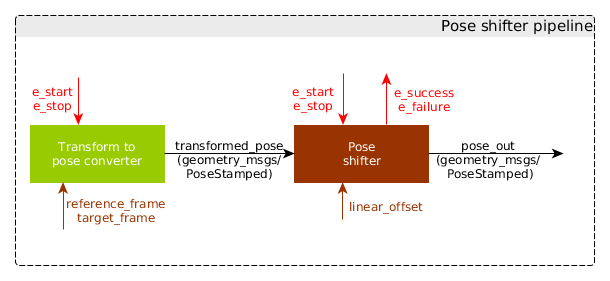 Pose shifter pipeline
e_start
e_stop
e_start
e_stop
e_success
e_failure
Transform to
pose converter
transformed_pose
(geometry_msgs/
PoseStamped)
Pose
shifter
pose_out
(geometry_msgs/
PoseStamped)
reference_frame
target_frame
linear_offset